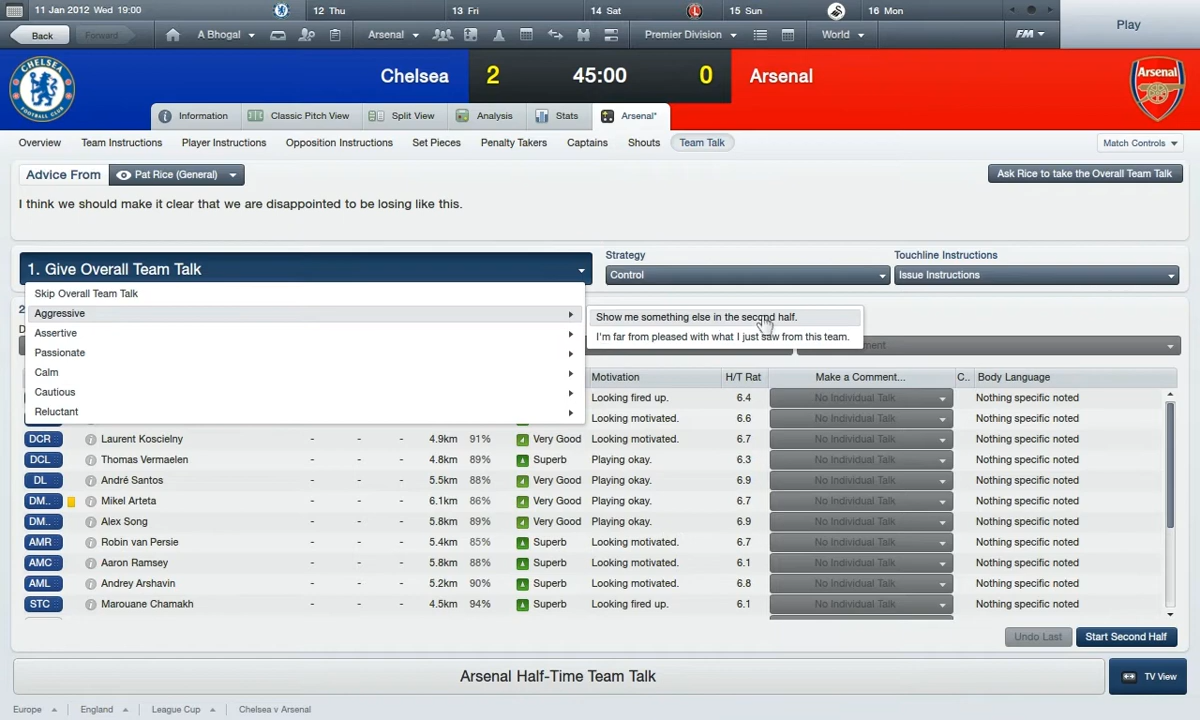 11 Jan 2012 Wed 19:00
12 Thu
13 Fri
14 Sat
15 Sun
16 Mon
Back
Forward
A Bhogal
Arsenal
Premier Division
World
FM
Play
CHELSEA
FOOTBALL CLUB
Chelsea
2
45:00
0
Arsenal
Arsenal
Information
Classic Pitch View
Split View
Analysis
Stats
Arsenal*
Overview
Team Instructions
Player Instructions
Opposition Instructions
Set Pieces
Penalty Takers
Captains
Shouts
Team Talk
Match Controls
Advice From
Pat Rice (General)
Ask Rice to take the Overall Team Talk
I think we should make it clear that we are disappointed to be losing like this.
1. Give Overall Team Talk
Strategy
Control
Touchline Instructions
Issue Instructions
Skip Overall Team Talk
Aggressive
Assertive
Passionate
Calm
Cautious
Reluctant
Show me something else in the second half.
I'm far from pleased with what I just saw from this team.
Motivation H/T Rat Make a Comment... C.. Body Language
Looking fired up. 6.4 No Individual Talk Nothing specific noted
Looking motivated. 6.6 No Individual Talk Nothing specific noted
DCR Laurent Koscielny - - - 4.9km 91% Very Good Looking motivated. 6.7 No Individual Talk Nothing specific noted
DCL Thomas Vermaelen - - - 4.8km 89% Superb Playing okay. 6.3 No Individual Talk Nothing specific noted
DL André Santos - - - 5.5km 88% Very Good Playing okay. 6.9 No Individual Talk Nothing specific noted
DM.. Mikel Arteta - - - 6.1km 86% Very Good Playing okay. 6.7 No Individual Talk Nothing specific noted
DM.. Alex Song - - - 5.8km 89% Very Good Playing okay. 6.9 No Individual Talk Nothing specific noted
AMR Robin van Persie - - - 5.4km 85% Superb Looking motivated. 6.7 No Individual Talk Nothing specific noted
AMC Aaron Ramsey - - - 5.8km 88% Superb Looking motivated. 6.1 No Individual Talk Nothing specific noted
AML Andrey Arshavin - - - 5.2km 90% Superb Looking motivated. 6.8 No Individual Talk Nothing specific noted
STC Marouane Chamakh - - - 4.5km 94% Superb Looking fired up. 6.1 No Individual Talk Nothing specific noted
Undo Last
Start Second Half
Arsenal Half-Time Team Talk
TV View
Europe
England
League Cup
Chelsea v Arsenal